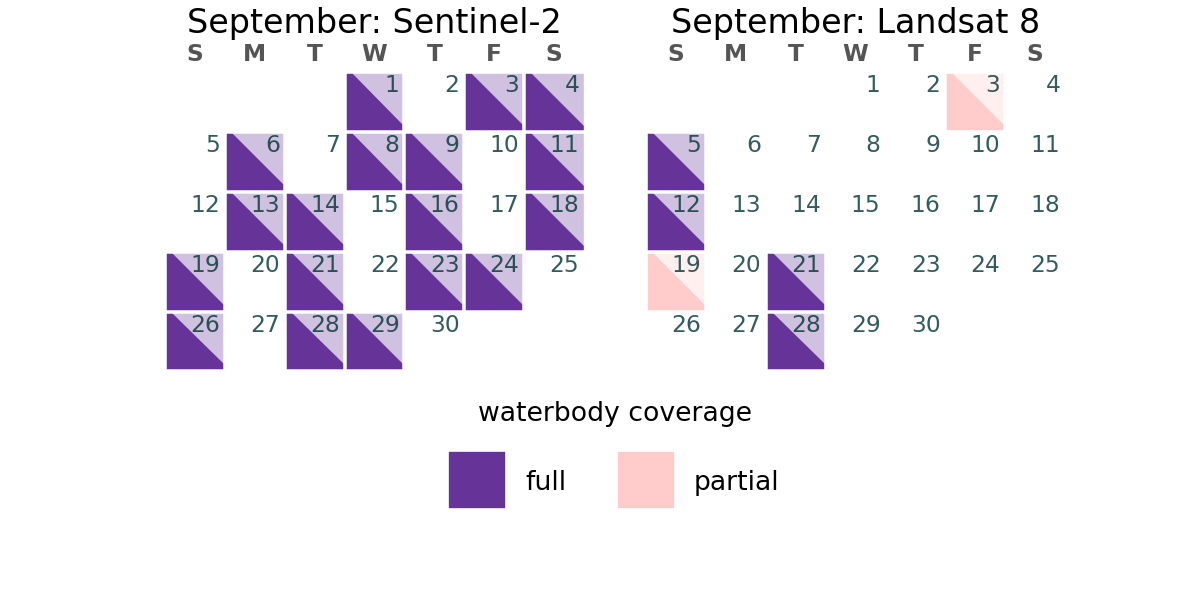 September: Sentinel-2
S M T W T F S
1 2 3 4
5 6 7 8 9 10 11
12 13 14 15 16 17 18
19 20 21 22 23 24 25
26 27 28 29 30
September: Landsat 8
S M T W T F S
1 2 3 4
5 6 7 8 9 10 11
12 13 14 15 16 17 18
19 20 21 22 23 24 25
26 27 28 29 30
waterbody coverage
full partial